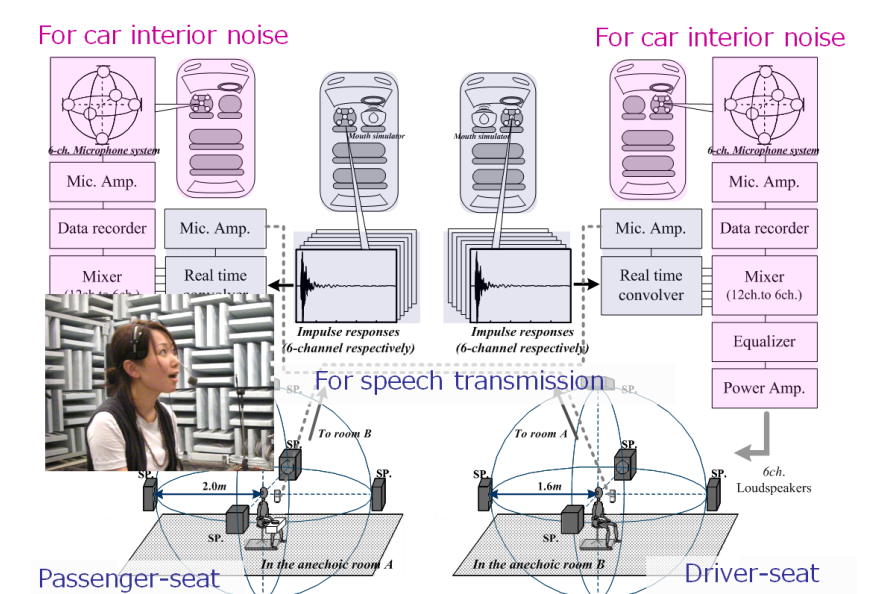 For car interior noise
For car interior noise
6-ch. Microphone system
Mouth simulator
Mouth simulator
6-ch. Microphone system
Mic. Amp.
Mic. Amp.
Data recorder
Mic. Amp.
Mic. Amp.
Data recorder
Mixer
(12ch.to 6ch.)
Real time
convolver
Real time
convolver
Mixer
(12ch.to 6ch.)
Impulse responses
(6-channel respectively)
Impulse responses
(6-channel respectively)
Equalizer
For speech transmission
Power Amp.
SP.
SP.
To room B
To room A
SP.
SP.
SP.
SP.
SP.
SP.
2.0m
1.6m
6ch.
Loudspeakers
SP.
SP.
In the anechoic room A
In the anechoic room B
Passenger-seat
Driver-seat